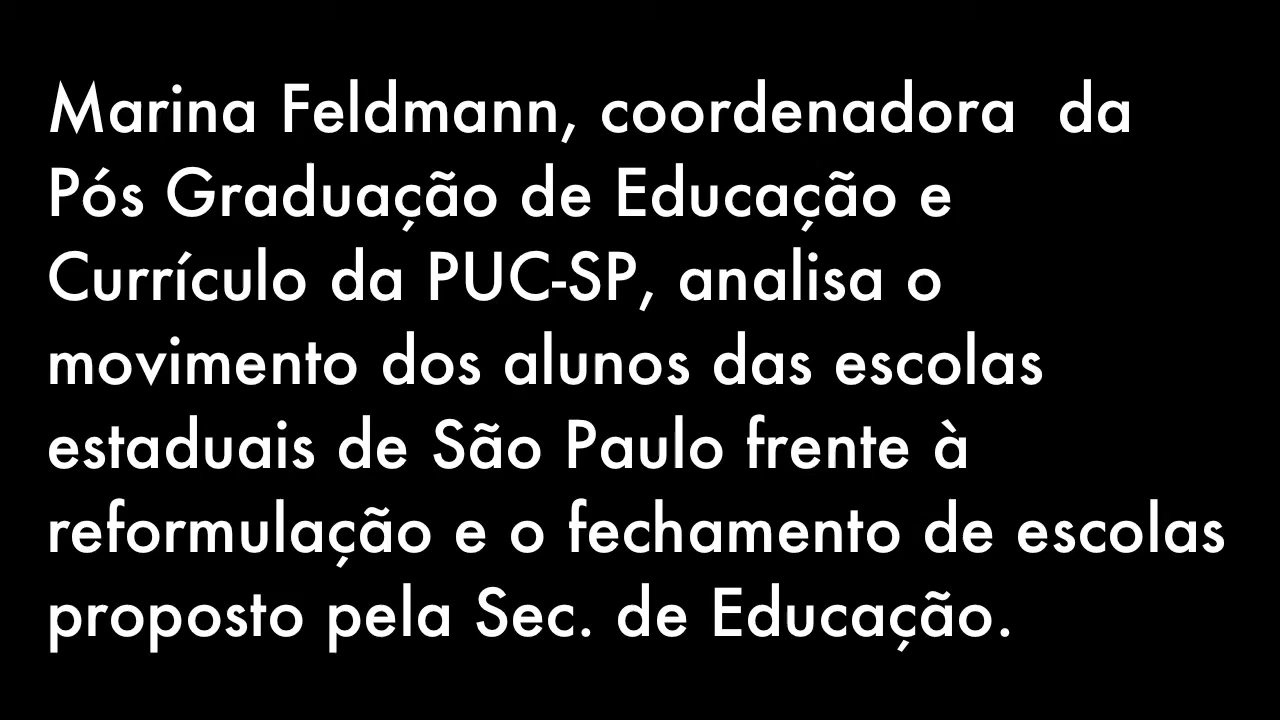 Marina Feldmann, coordenadora  da
Pós Graduação de Educação e
Currículo da PUC-SP, analisa o
movimento dos alunos das escolas
estaduais de São Paulo frente à
reformulação e o fechamento de escolas
proposto pela Sec. de Educação.